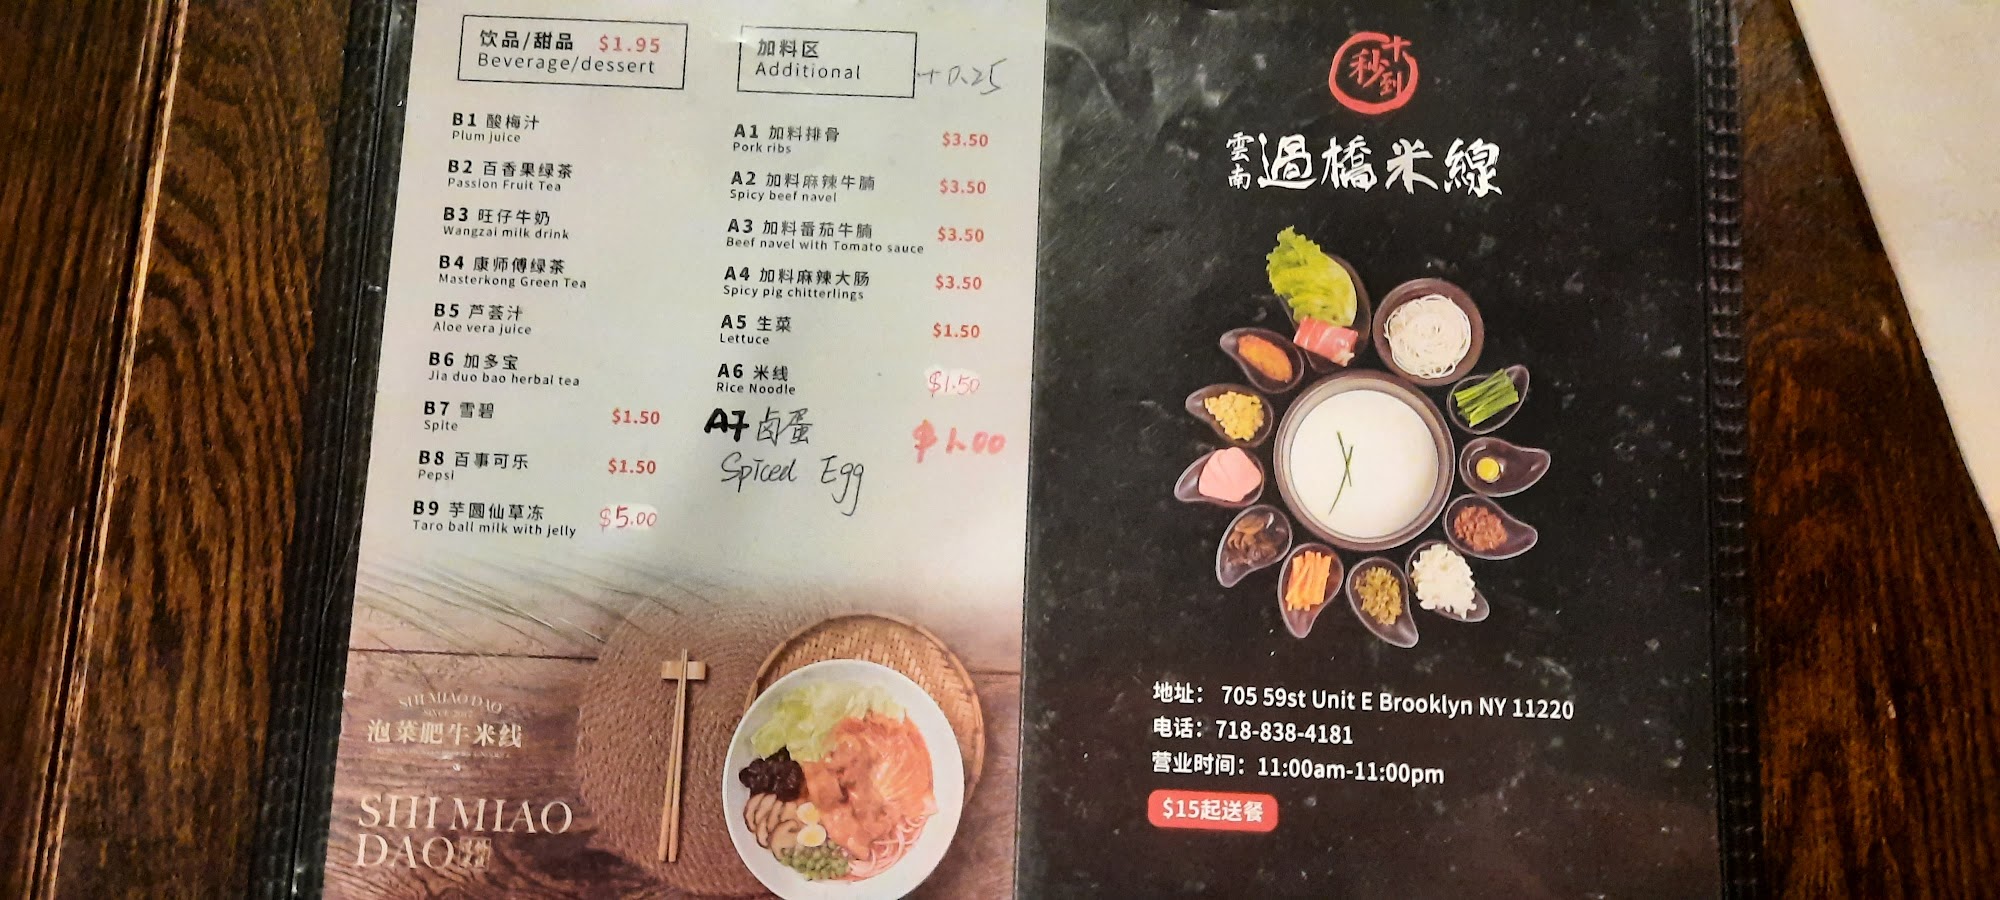 饮品/甜品 $1.95
Beverage/dessert
B1 酸梅汁
Plum juice
B2 百香果绿茶
Passion Fruit Tea
B3 旺仔牛奶
Wangzai milk drink
B4 康师傅绿茶
Masterkong Green Tea
B5 芦荟汁
Aloe vera juice
B6 加多宝
Jia duo bao herbal tea
B7 雪碧 $1.50
Spite
B8 百事可乐 $1.50
Pepsi
B9 芋圆仙草冻 $5.00
Taro ball milk with jelly
加料区
Additional +0.25
A1 加料排骨 $3.50
Pork ribs
A2 加料麻辣牛腩 $3.50
Spicy beef navel
A3 加料番茄牛腩 $3.50
Beef navel with Tomato sauce
A4 加料麻辣大肠 $3.50
Spicy pig chitterlings
A5 生菜 $1.50
Lettuce
A6 米线 $1.50
Rice Noodle
A7 卤蛋 $1.00
Spiced Egg
SHI MIAO DAO
泡菜肥牛米线
SHI MIAO
DAO
十秒到
雲南過橋米線
地址： 705 59st Unit E Brooklyn NY 11220
电话：718-838-4181
营业时间：11:00am-11:00pm
$15起送餐